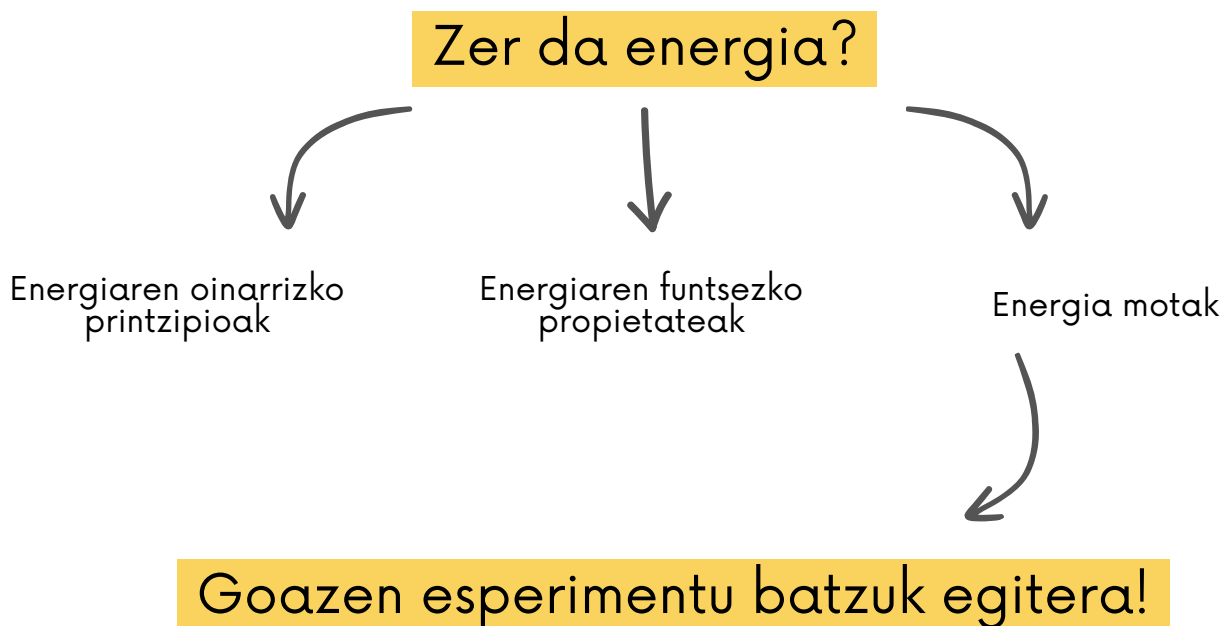 Zer da energia?
Energiaren oinarrizko
printzipioak
Energiaren funtsezko
propietateak
Energia motak
Goazen esperimentu batzuk egitera!